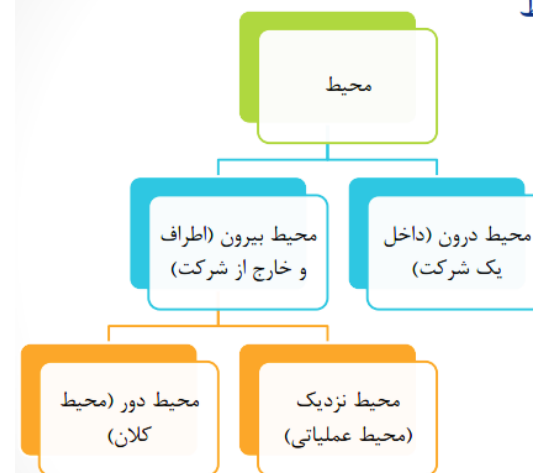 محیط
محیط درون (داخل
یک شرکت)
محیط بیرون (اطراف
و خارج از شرکت)
محیط نزدیک
(محیط عملیاتی)
محیط دور (محیط
کلان)